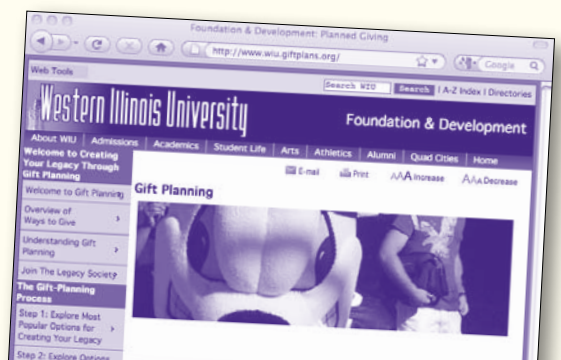 Foundation & Development: Planned Giving
http://www.wiu.giftplans.org/
Google
Web Tools
Search WIU Search | A-Z Index | Directories
Western Illinois University
Foundation & Development
About WIU Admissions Academics Student Life Arts Athletics Alumni Quad Cities Home
Welcome to Creating
Your Legacy Through
Gift Planning
E-mail Print AAA Increase AAA Decrease
Welcome to Gift Planning
Gift Planning
Overview of
Ways to Give
Understanding Gift
Planning
Join The Legacy Society
The Gift-Planning
Process
Step 1: Explore Most
Popular Options for
Creating Your Legacy
Step 2: Explore Options